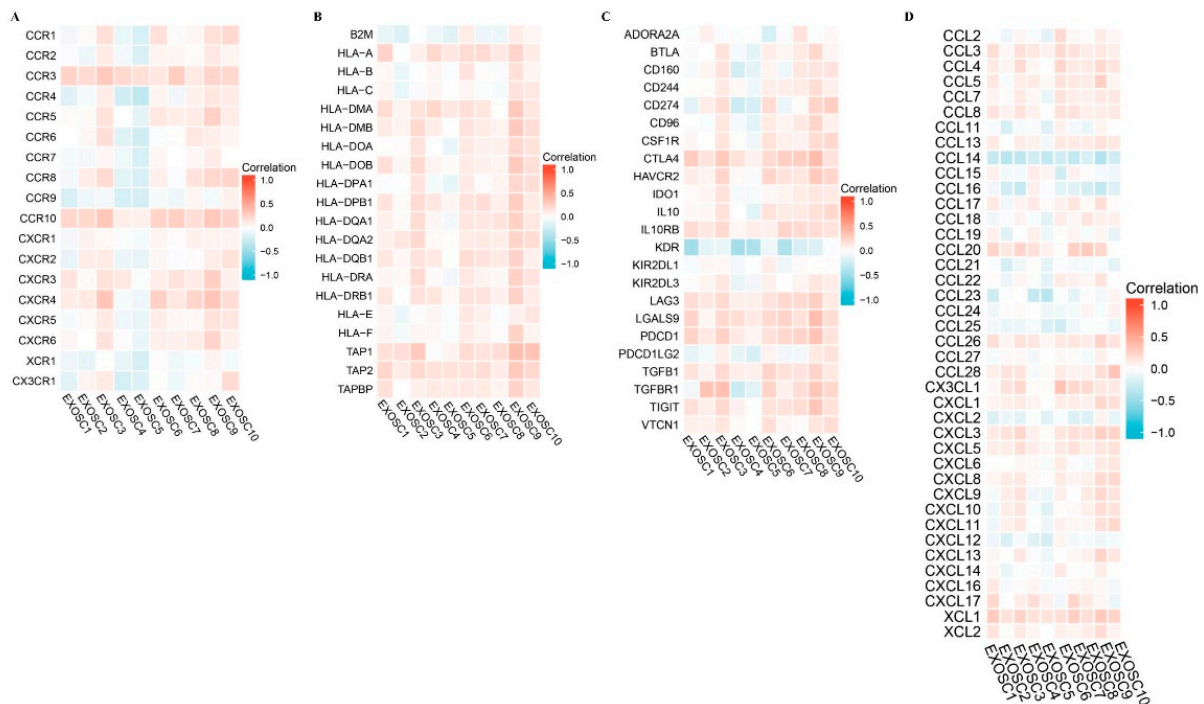 A
CCR1
CCR2
CCR3
CCR4
CCR5
CCR6
CCR7
CCR8
CCR9
CCR10
CXCR1
CXCR2
CXCR3
CXCR4
CXCR5
CXCR6
XCR1
CX3CR1
EXOSC1
EXOSC2
EXOSC3
EXOSC4
EXOSC5
EXOSC6
EXOSC7
EXOSC8
EXOSC9
EXOSC10
Correlation
1.0
0.5
0.0
−0.5
−1.0
B
B2M
HLA−A
HLA−B
HLA−C
HLA−DMA
HLA−DMB
HLA−DOA
HLA−DOB
HLA−DPA1
HLA−DPB1
HLA−DQA1
HLA−DQA2
HLA−DQB1
HLA−DRA
HLA−DRB1
HLA−E
HLA−F
TAP1
TAP2
TAPBP
EXOSC1
EXOSC2
EXOSC3
EXOSC4
EXOSC5
EXOSC6
EXOSC7
EXOSC8
EXOSC9
EXOSC10
Correlation
1.0
0.5
0.0
−0.5
−1.0
C
ADORA2A
BTLA
CD160
CD244
CD274
CD96
CSF1R
CTLA4
HAVCR2
IDO1
IL10
IL10RB
KDR
KIR2DL1
KIR2DL3
LAG3
LGALS9
PDCD1
PDCD1LG2
TGFB1
TGFBR1
TIGIT
VTCN1
EXOSC1
EXOSC2
EXOSC3
EXOSC4
EXOSC5
EXOSC6
EXOSC7
EXOSC8
EXOSC9
EXOSC10
Correlation
1.0
0.5
0.0
−0.5
−1.0
D
CCL2
CCL3
CCL4
CCL5
CCL7
CCL8
CCL11
CCL13
CCL14
CCL15
CCL16
CCL17
CCL18
CCL19
CCL20
CCL21
CCL22
CCL23
CCL24
CCL25
CCL26
CCL27
CCL28
CX3CL1
CXCL1
CXCL2
CXCL3
CXCL5
CXCL6
CXCL8
CXCL9
CXCL10
CXCL11
CXCL12
CXCL13
CXCL14
CXCL16
CXCL17
XCL1
XCL2
EXOSC1
EXOSC2
EXOSC3
EXOSC4
EXOSC5
EXOSC6
EXOSC7
EXOSC8
EXOSC9
EXOSC10
Correlation
1.0
0.5
0.0
−0.5
−1.0